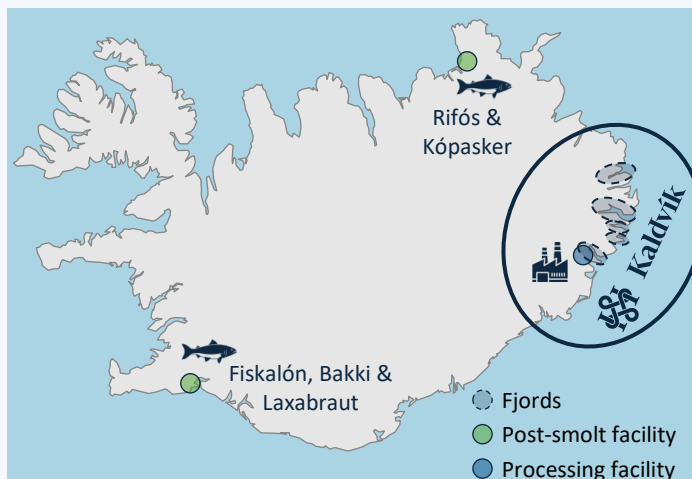 Rifós &
Kópasker
Kaldvík
Fiskalón, Bakki &
Laxabraut
Fjords
Post-smolt facility
Processing facility